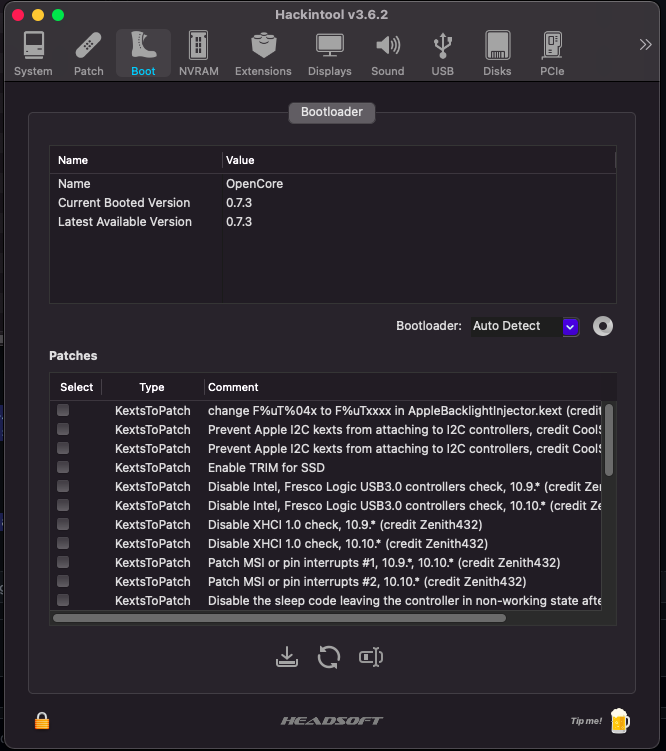 Hackintool v3.6.2
System Patch Boot NVRAM Extensions Displays Sound USB Disks PCIe
Bootloader
Name Value
Name OpenCore
Current Booted Version 0.7.3
Latest Available Version 0.7.3
Bootloader: Auto Detect
Patches
Select Type Comment
KextsToPatch change F%uT%04x to F%uTxxxx in AppleBacklightInjector.kext (credit
KextsToPatch Prevent Apple I2C kexts from attaching to I2C controllers, credit CoolS
KextsToPatch Prevent Apple I2C kexts from attaching to I2C controllers, credit CoolS
KextsToPatch Enable TRIM for SSD
KextsToPatch Disable Intel, Fresco Logic USB3.0 controllers check, 10.9.* (credit Zen
KextsToPatch Disable Intel, Fresco Logic USB3.0 controllers check, 10.10.* (credit Ze
KextsToPatch Disable XHCI 1.0 check, 10.9.* (credit Zenith432)
KextsToPatch Disable XHCI 1.0 check, 10.10.* (credit Zenith432)
KextsToPatch Patch MSI or pin interrupts #1, 10.9.*, 10.10.* (credit Zenith432)
KextsToPatch Patch MSI or pin interrupts #2, 10.10.* (credit Zenith432)
KextsToPatch Disable the sleep code leaving the controller in non-working state afte
HEADSOFT
Tip me!